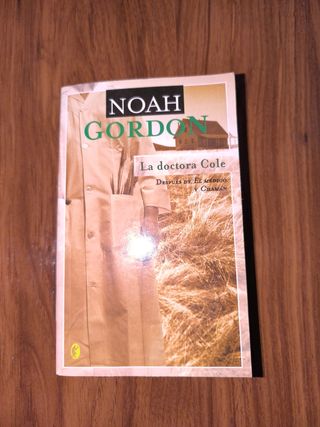 NOAH
GORDON
La doctora Cole
DESPUÉS DE EL MÉDICO
Y CHAMÁN